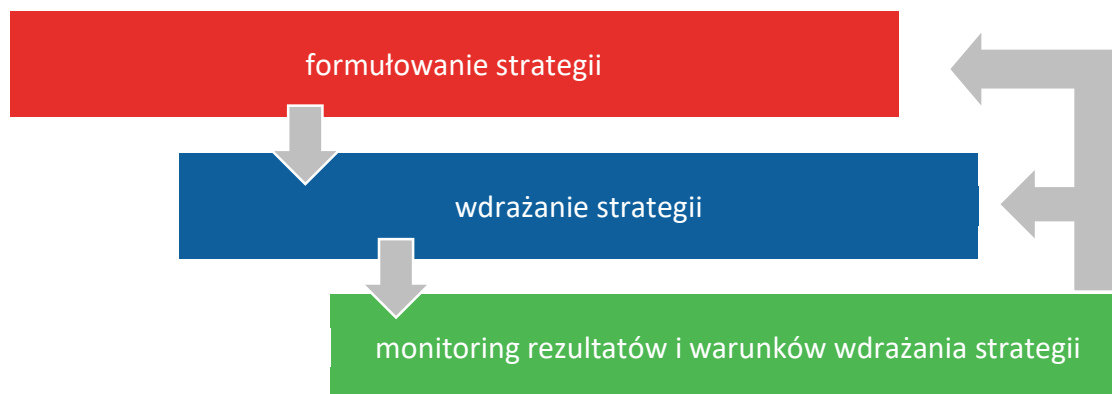 formułowanie strategii
wdrażanie strategii
monitoring rezultatów i warunków wdrażania strategii